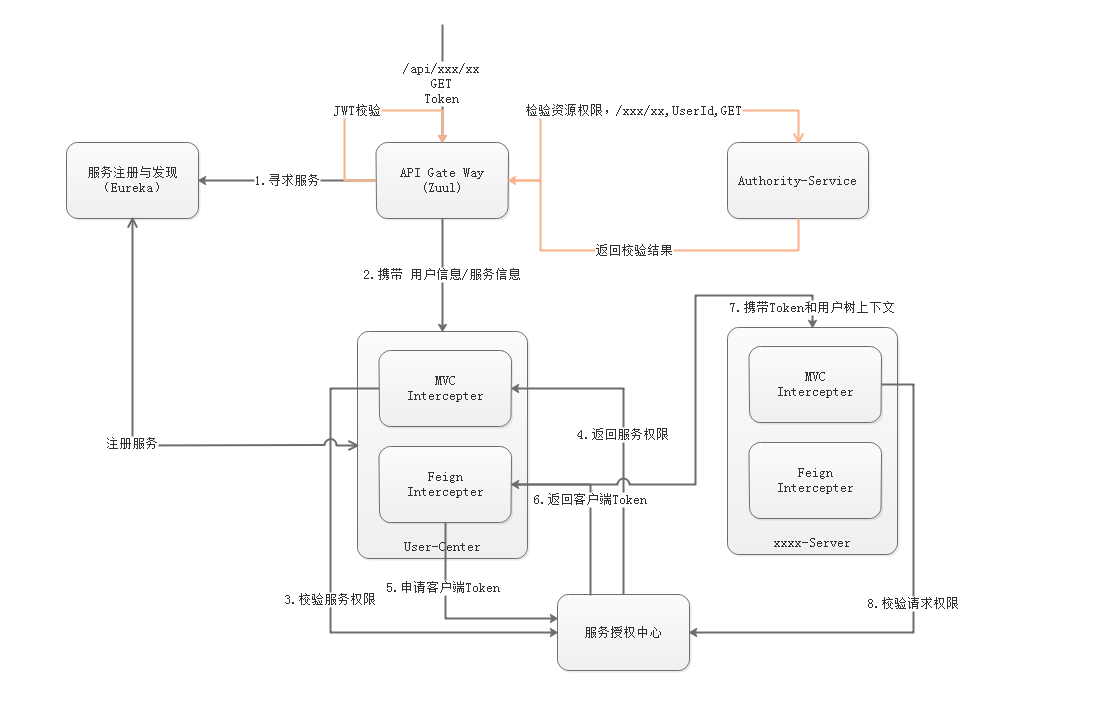 /api/xxx/xx
GET
Token
JWT校验
检验资源权限，/xxx/xx,UserId,GET
服务注册与发现
（Eureka）
1.寻求服务
API Gate Way
(Zuul)
Authority-Service
返回校验结果
2.携带 用户信息/服务信息
7.携带Token和用户树上下文
MVC
Intercepter
MVC
Intercepter
注册服务
4.返回服务权限
Feign
Intercepter
6.返回客户端Token
Feign
Intercepter
User-Center
xxxx-Server
5.申请客户端Token
3.校验服务权限
8.校验请求权限
服务授权中心